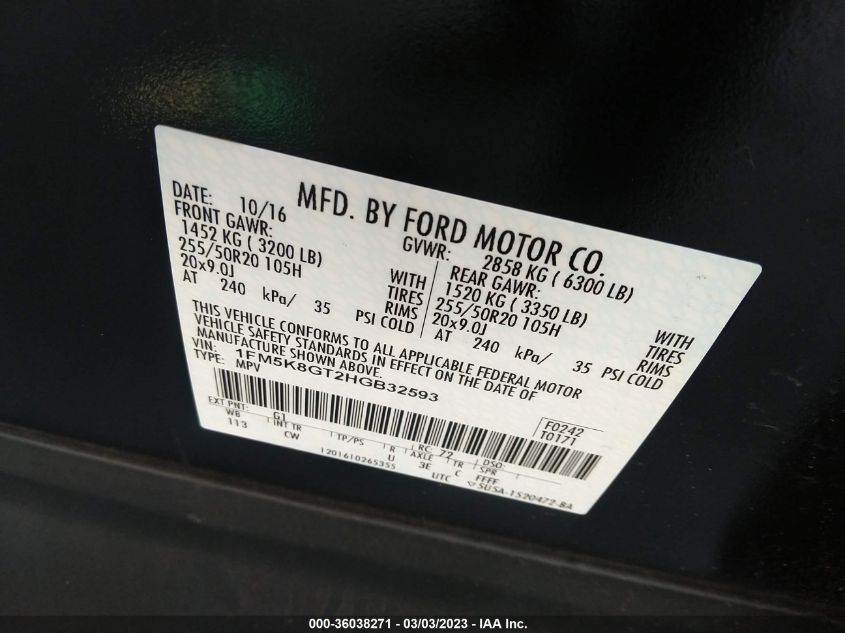 MFD. BY FORD MOTOR CO.
DATE: 10/16 GVWR: 2858 KG ( 6300 LB)
FRONT GAWR: REAR GAWR:
1452 KG ( 3200 LB) WITH 1520 KG ( 3350 LB) WITH
255/50R20 105H TIRES 255/50R20 105H TIRES
20x9.0J RIMS 20x9.0J RIMS
AT 240 kPa/ 35 PSI COLD AT 240 kPa/ 35 PSI COLD
THIS VEHICLE CONFORMS TO ALL APPLICABLE FEDERAL MOTOR
VEHICLE SAFETY STANDARDS IN EFFECT ON THE DATE OF
MANUFACTURE SHOWN ABOVE.
VIN: 1FM5K8GT2HGB32593
TYPE: MPV
F0242
T0171
EXT PNT: G1 RC: 72 DSO:
WB INT TR TP/PS R AXLE TR SPR
113 CW U 3E C FFFF
1201610265355 UTC ▽5USA-1520472-BA
000-36038271 - 03/03/2023 - IAA Inc.